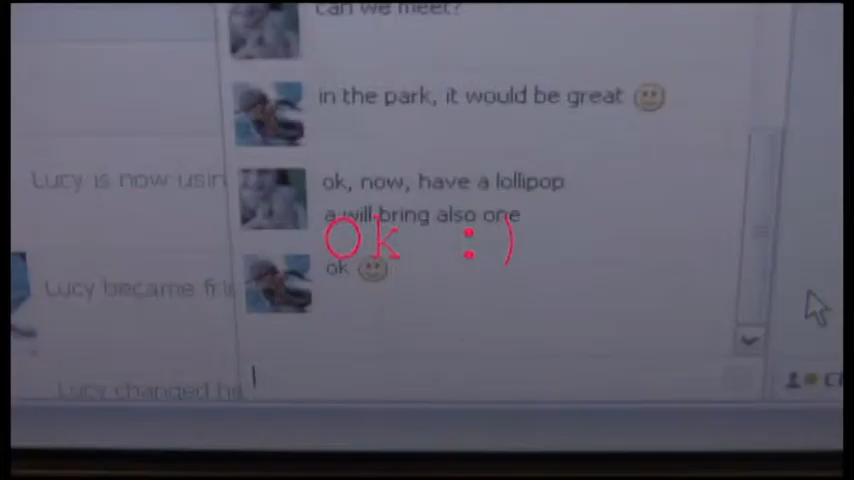 can we meet?
in the park, it would be great
Lucy is now usin
ok, now, have a lollipop
a will bring also one
Ok :)
ok
Lucy became fri
Lucy changed he